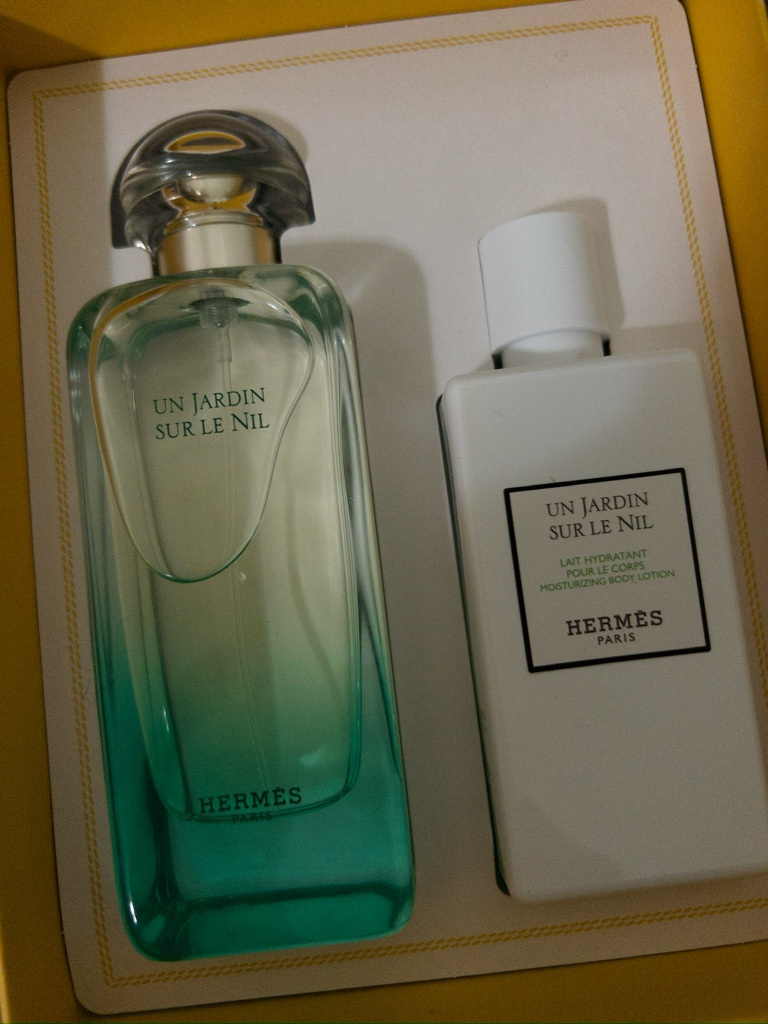 UN JARDIN
SUR LE NIL
HERMÈS
PARIS
UN JARDIN
SUR LE NIL
LAIT HYDRATANT
POUR LE CORPS
MOISTURIZING BODY LOTION
HERMÈS
PARIS